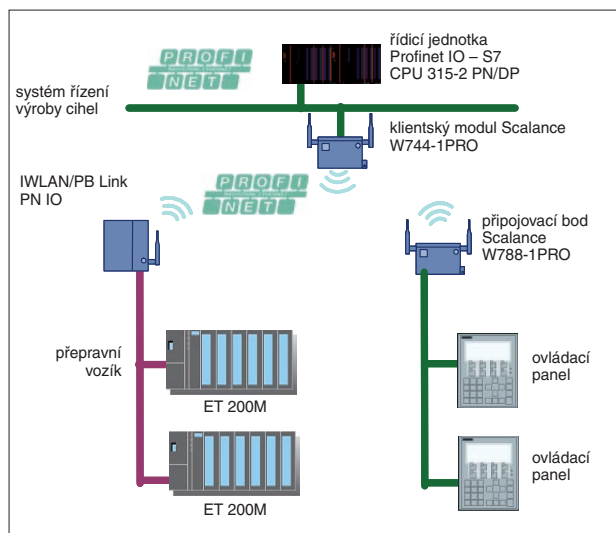 PROFI
NET
řídicí jednotka
Profinet IO – S7
CPU 315-2 PN/DP
systém řízení
výroby cihel
klientský modul Scalance
W744-1PRO
IWLAN/PB Link
PN IO
PROFI
NET
připojovací bod
Scalance
W788-1PRO
přepravní
vozík
ET 200M
ovládací
panel
ET 200M
ovládací
panel